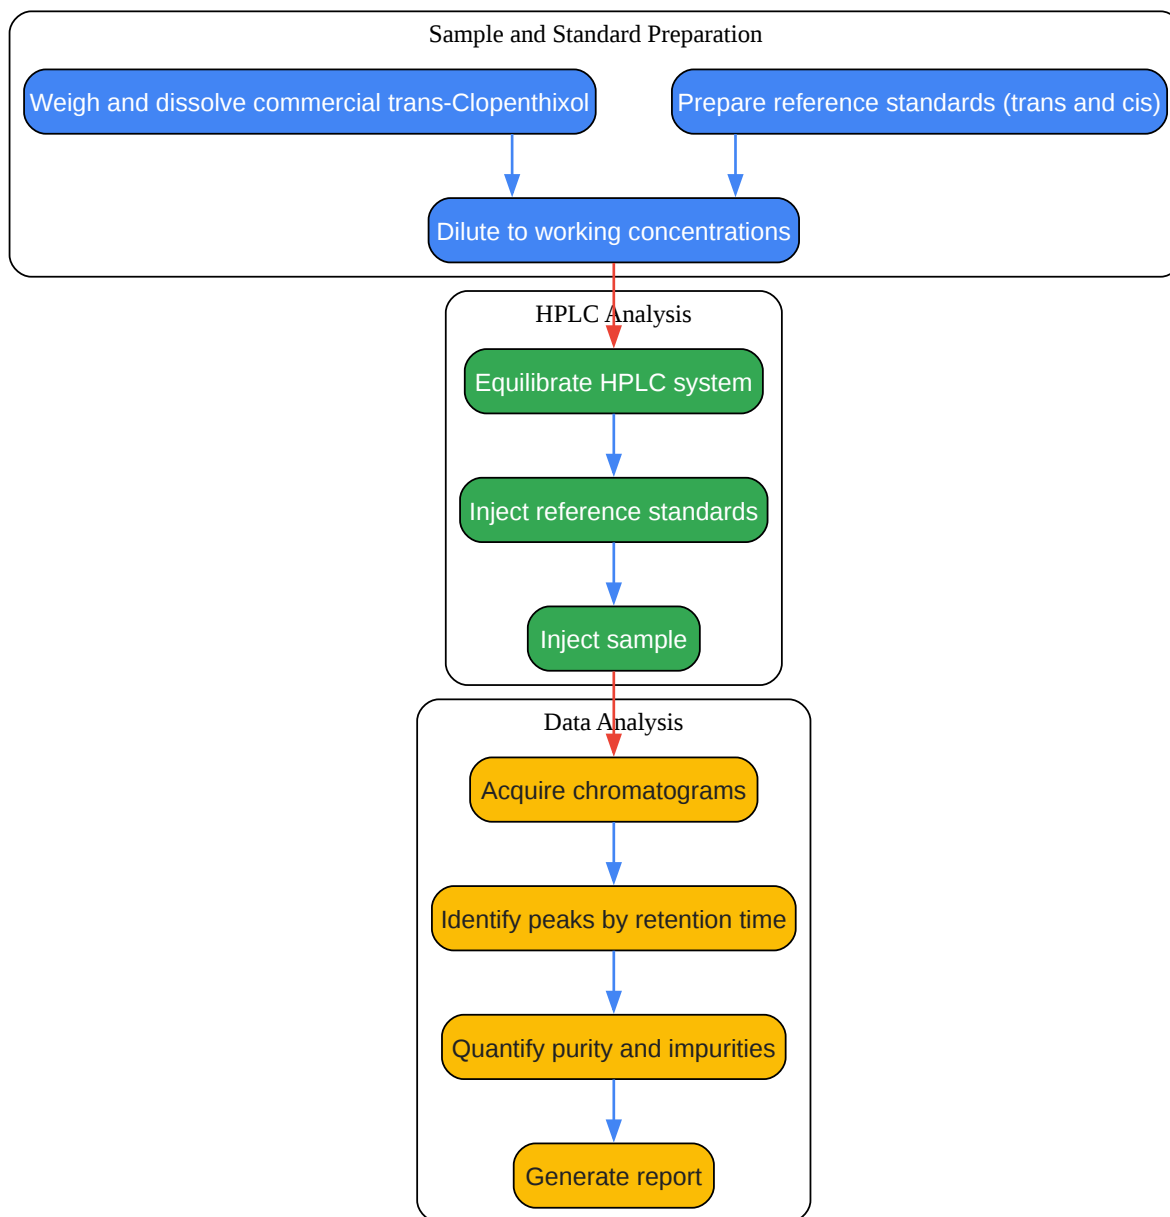 Sample and Standard Preparation
Weigh and dissolve commercial trans-Clopenthixol
Prepare reference standards (trans and cis)
Dilute to working concentrations
HPLC Analysis
Equilibrate HPLC system
Inject reference standards
Inject sample
Data Analysis
Acquire chromatograms
Identify peaks by retention time
Quantify purity and impurities
Generate report